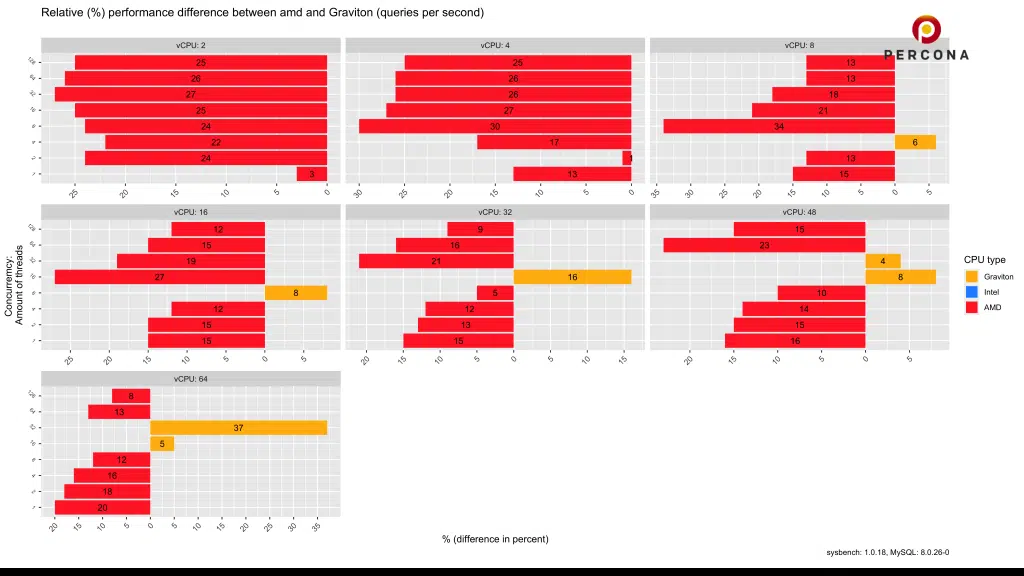 Relative (%) performance difference between amd and Graviton (queries per second)
PERCONA
vCPU: 2
25
26
27
25
24
22
24
3
25 20 15 10 5 0
vCPU: 4
25
26
26
27
30
17
1
13
30 25 20 15 10 5 0
vCPU: 8
13
13
18
21
34
6
13
15
35 30 25 20 15 10 5 0 5
Concurremcy:
Amount of threads
vCPU: 16
12
15
19
27
8
12
15
15
25 20 15 10 5 0 5
vCPU: 32
9
16
21
16
5
12
13
15
20 15 10 5 0 5 10 15
vCPU: 48
15
23
4
8
10
14
15
16
20 15 10 5 0 5
CPU type
Graviton
Intel
AMD
vCPU: 64
8
13
37
5
12
16
18
20
20 15 10 5 0 5 10 15 20 25 30 35
% (difference in percent)
sysbench: 1.0.18, MySQL: 8.0.26-0